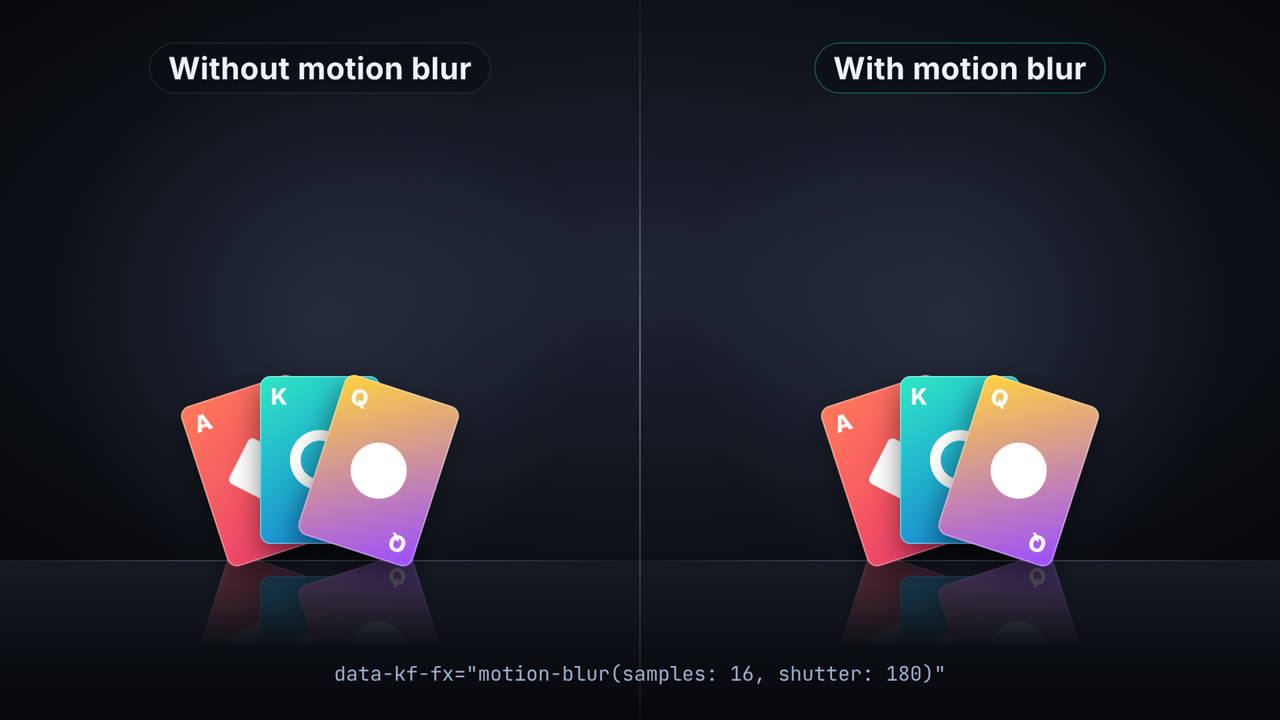 Without motion blur
With motion blur
A
K
Q
Q
A
K
Q
Q
data-kf-fx="motion-blur(samples: 16, shutter: 180)"